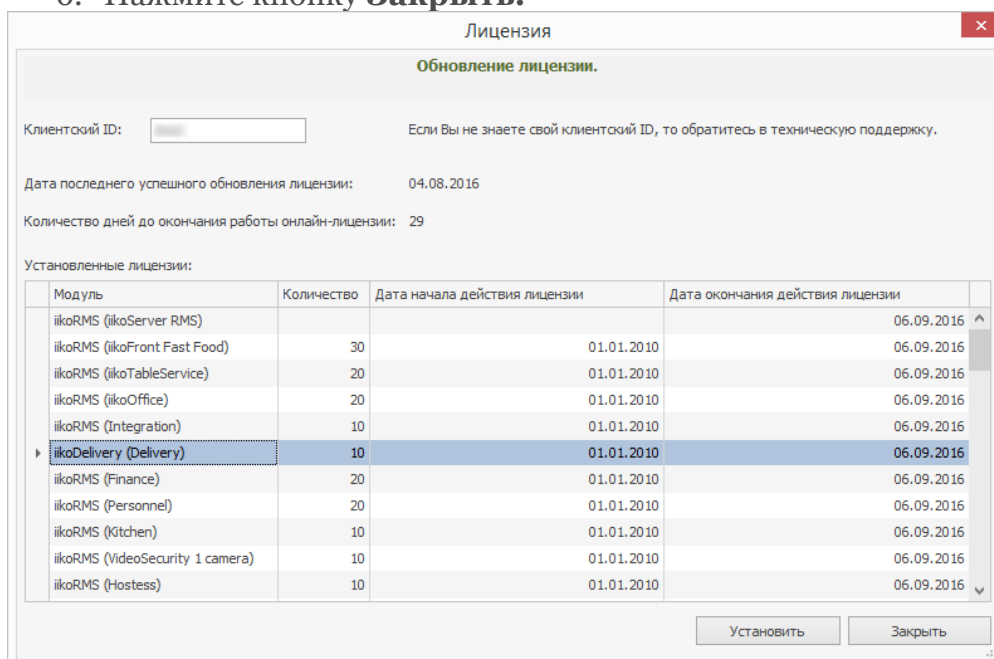 6. Нажмите кнопку Закрыть.
Лицензия
Обновление лицензии.
Клиентский ID: Если Вы не знаете свой клиентский ID, то обратитесь в техническую поддержку.
Дата последнего успешного обновления лицензии: 04.08.2016
Количество дней до окончания работы онлайн-лицензии: 29
Установленные лицензии:
Модуль Количество Дата начала действия лицензии Дата окончания действия лицензии
iikoRMS (iikoServer RMS) 06.09.2016
iikoRMS (iikoFront Fast Food) 30 01.01.2010 06.09.2016
iikoRMS (iikoTableService) 20 01.01.2010 06.09.2016
iikoRMS (iikoOffice) 20 01.01.2010 06.09.2016
iikoRMS (Integration) 10 01.01.2010 06.09.2016
iikoDelivery (Delivery) 10 01.01.2010 06.09.2016
iikoRMS (Finance) 20 01.01.2010 06.09.2016
iikoRMS (Personnel) 20 01.01.2010 06.09.2016
iikoRMS (Kitchen) 10 01.01.2010 06.09.2016
iikoRMS (VideoSecurity 1 camera) 10 01.01.2010 06.09.2016
iikoRMS (Hostess) 10 01.01.2010 06.09.2016
Установить Закрыть